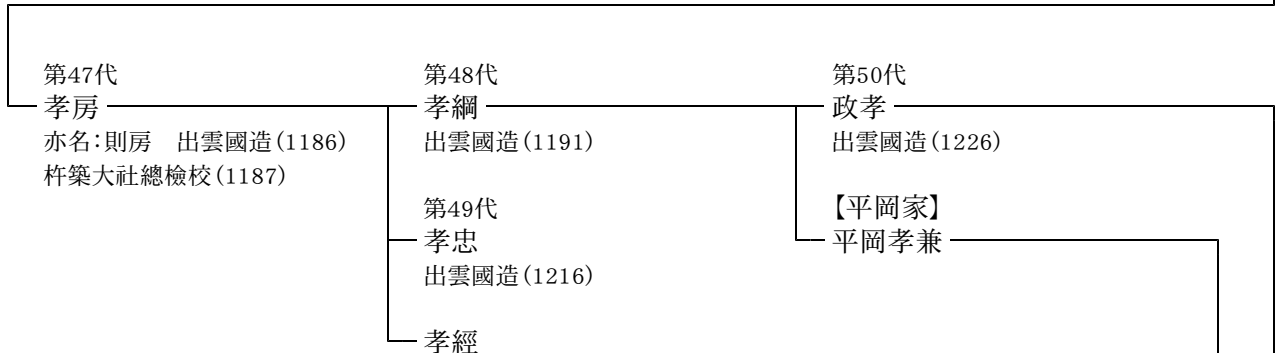 第47代
孝房
亦名：則房　出雲國造(1186)
杵築大社總檢校(1187)
第48代
孝綱
出雲國造(1191)
第49代
孝忠
出雲國造(1216)
孝經
第50代
政孝
出雲國造(1226)
【平岡家】
平岡孝兼